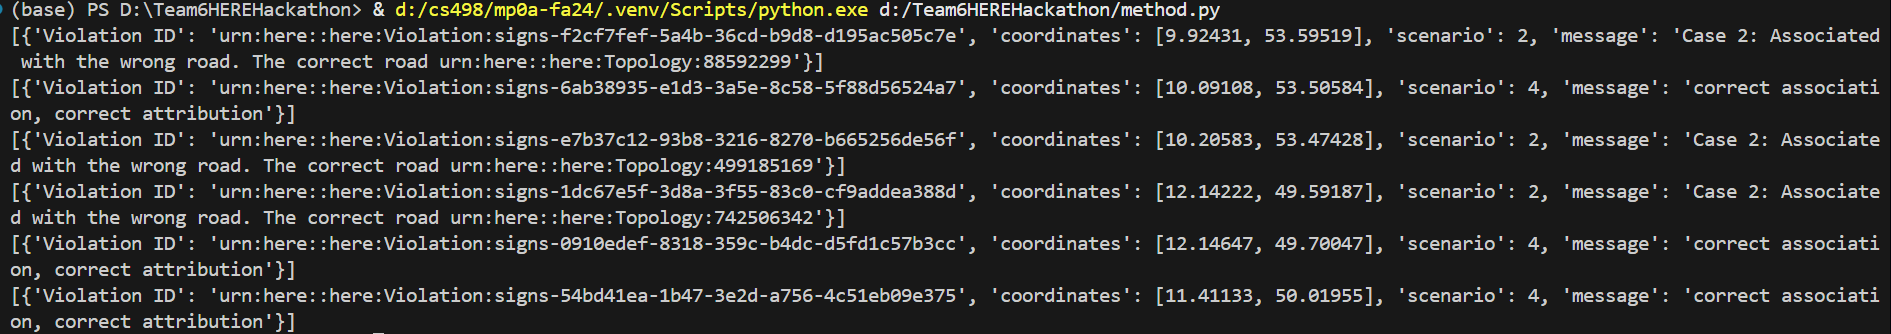 (base) PS D:\Team6HEREHackathon> & d:/cs498/mp0a-fa24/.venv/Scripts/python.exe d:/Team6HEREHackathon/method.py
[{'Violation ID': 'urn:here::here:Violation:signs-f2cf7fef-5a4b-36cd-b9d8-d195ac505c7e', 'coordinates': [9.92431, 53.59519], 'scenario': 2, 'message': 'Case 2: Associated
 with the wrong road. The correct road urn:here::here:Topology:88592299'}]
[{'Violation ID': 'urn:here::here:Violation:signs-6ab38935-e1d3-3a5e-8c58-5f88d56524a7', 'coordinates': [10.09108, 53.50584], 'scenario': 4, 'message': 'correct associati
on, correct attribution'}]
[{'Violation ID': 'urn:here::here:Violation:signs-e7b37c12-93b8-3216-8270-b665256de56f', 'coordinates': [10.20583, 53.47428], 'scenario': 2, 'message': 'Case 2: Associate
d with the wrong road. The correct road urn:here::here:Topology:499185169'}]
[{'Violation ID': 'urn:here::here:Violation:signs-1dc67e5f-3d8a-3f55-83c0-cf9addea388d', 'coordinates': [12.14222, 49.59187], 'scenario': 2, 'message': 'Case 2: Associate
d with the wrong road. The correct road urn:here::here:Topology:742506342'}]
[{'Violation ID': 'urn:here::here:Violation:signs-0910edef-8318-359c-b4dc-d5fd1c57b3cc', 'coordinates': [12.14647, 49.70047], 'scenario': 4, 'message': 'correct associati
on, correct attribution'}]
[{'Violation ID': 'urn:here::here:Violation:signs-54bd41ea-1b47-3e2d-a756-4c51eb09e375', 'coordinates': [11.41133, 50.01955], 'scenario': 4, 'message': 'correct associati
on, correct attribution'}]